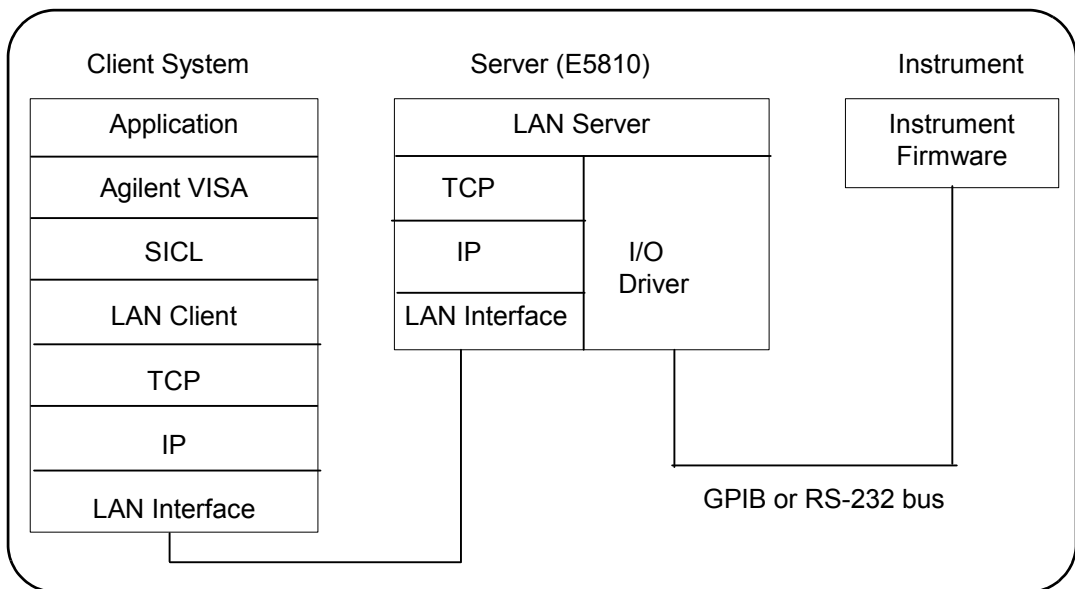 Client System
Application
Agilent VISA
SICL
LAN Client
TCP
IP
LAN Interface
Server (E5810)
LAN Server
TCP
IP
LAN Interface
I/O
Driver
Instrument
Instrument
Firmware
GPIB or RS-232 bus